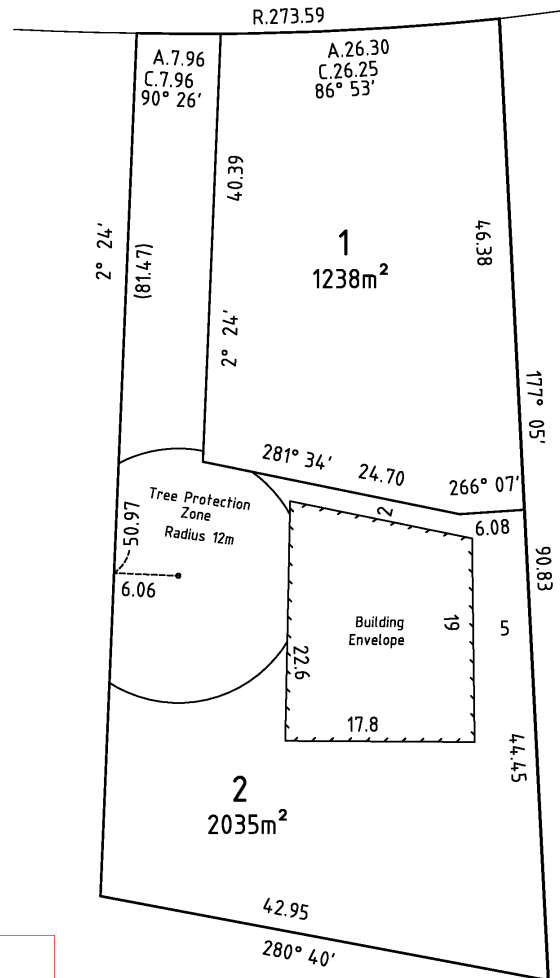 R.273.59
A.7.96
C.7.96
90° 26'
A.26.30
C.26.25
86° 53'
40.39
2° 24'
(81.47)
1
1238m²
46.38
2° 24'
177° 05'
281° 34'
24.70
266° 07'
Tree Protection
Zone
Radius 12m
2
6.08
50.97
6.06
90.83
Building
Envelope
19
5
22.6
17.8
44.45
2
2035m²
42.95
280° 40'